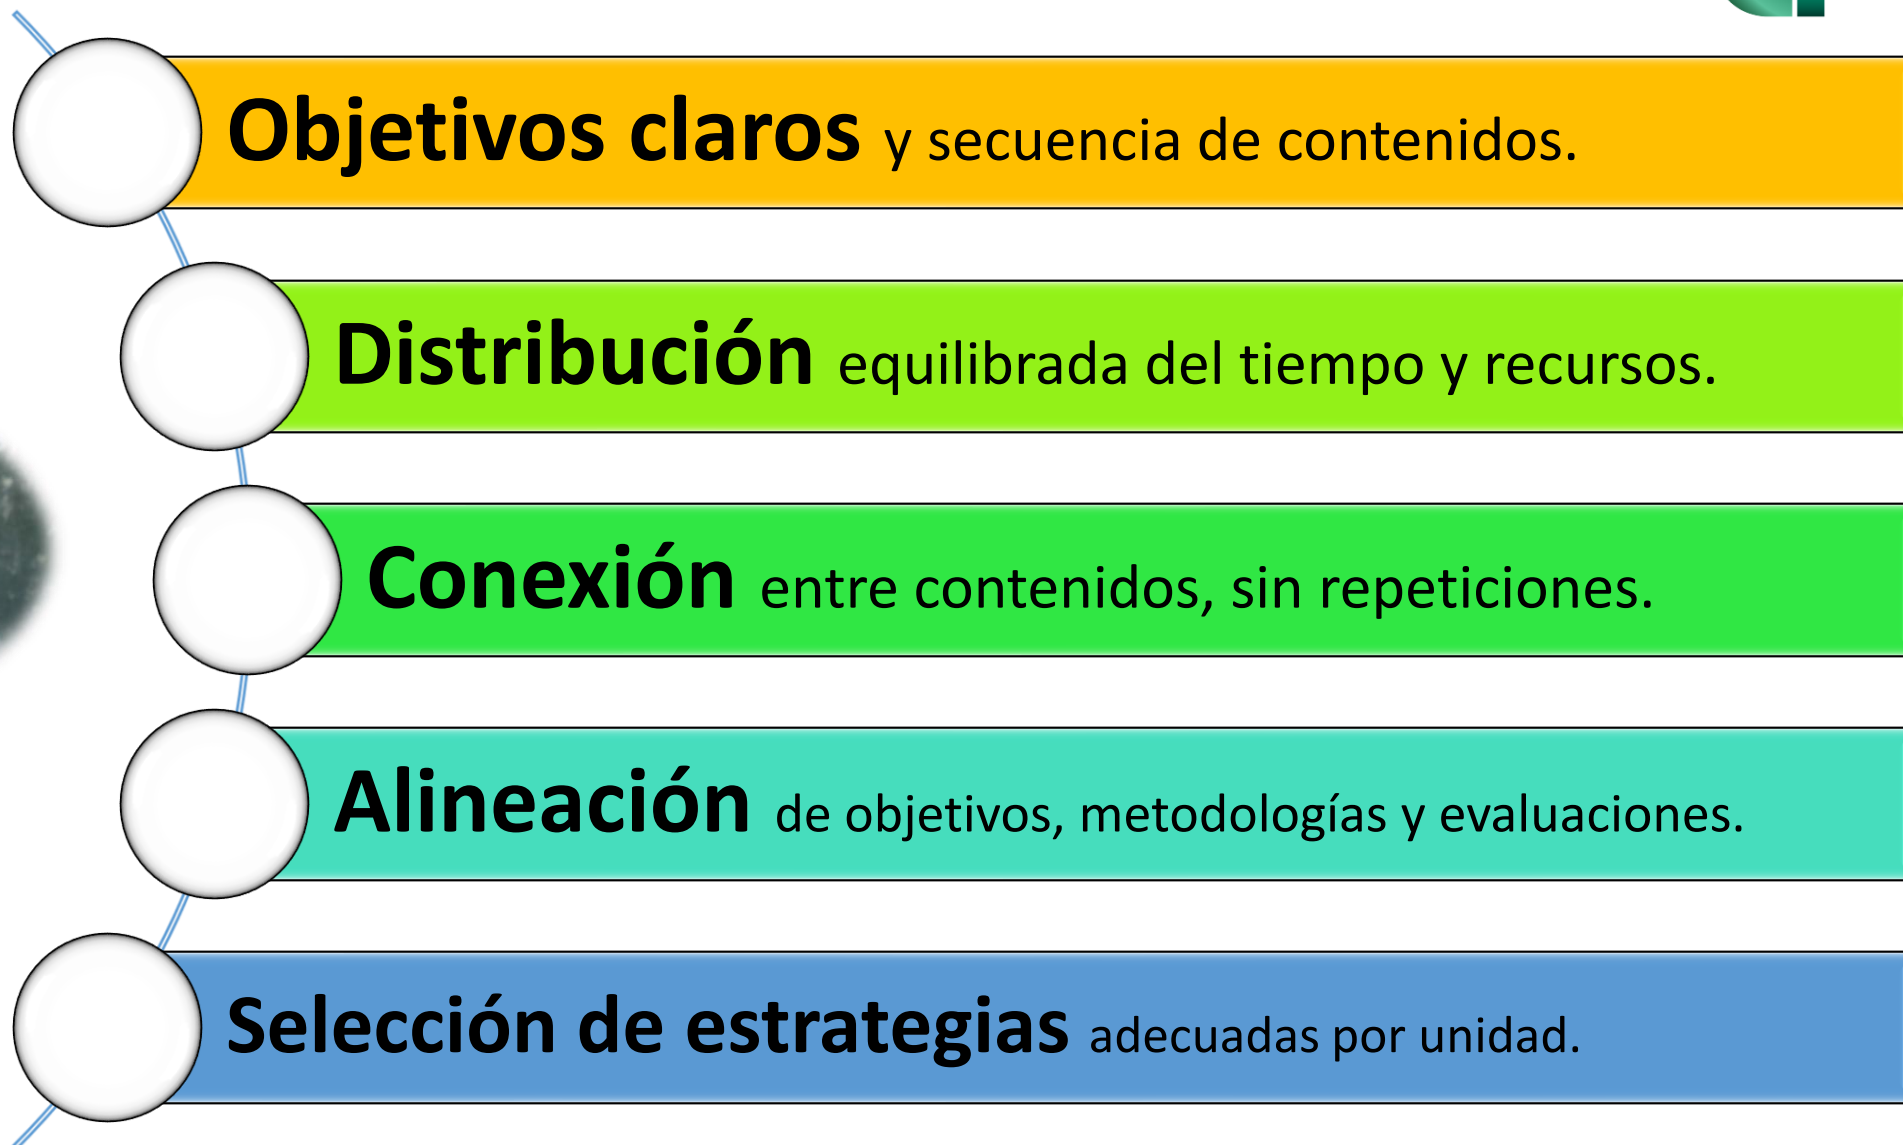 Objetivos claros y secuencia de contenidos.
Distribución equilibrada del tiempo y recursos.
Conexión entre contenidos, sin repeticiones.
Alineación de objetivos, metodologías y evaluaciones.
Selección de estrategias adecuadas por unidad.